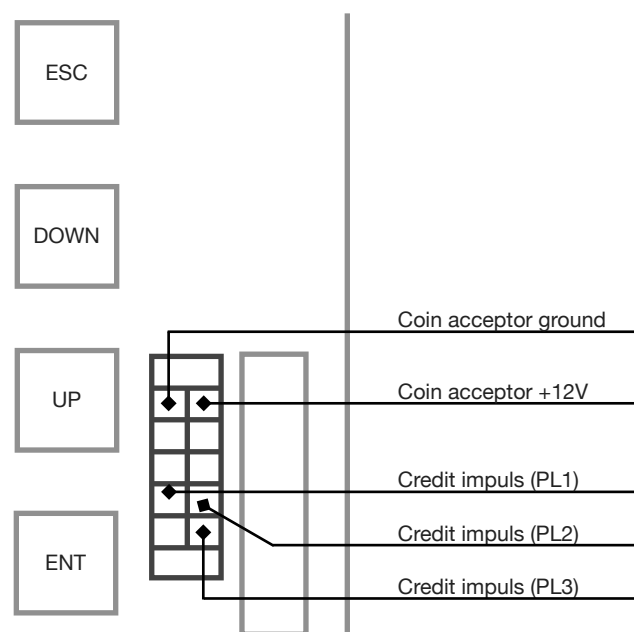 ESC
DOWN
UP
ENT
Coin acceptor ground
Coin acceptor +12V
Credit impuls (PL1)
Credit impuls (PL2)
Credit impuls (PL3)